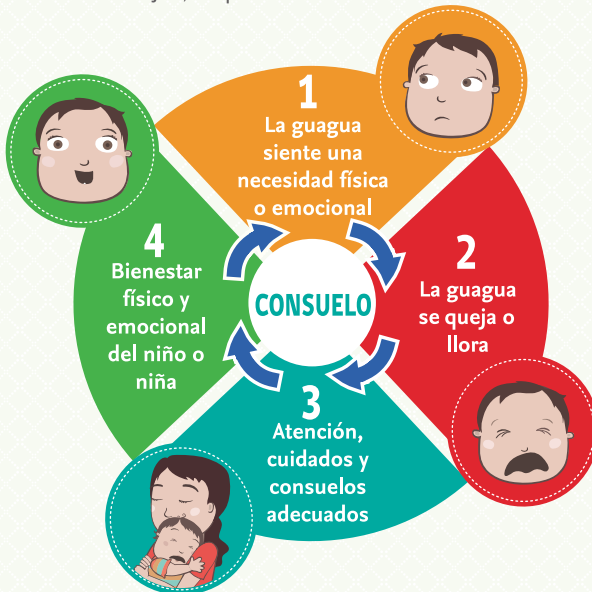 1
La guagua
siente una
necesidad física
o emocional
2
La guagua
se queja o
llora
3
Atención,
cuidados y
consuelos
adecuados
4
Bienestar
físico y
emocional
del niño o
niña
CONSUELO